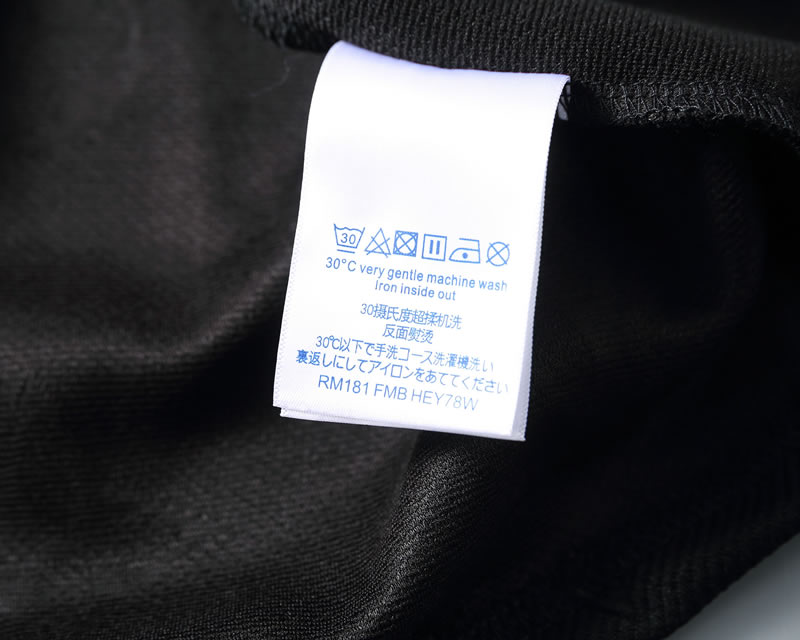 30
30°C very gentle machine wash
Iron inside out
30摄氏度超揉机洗
反面熨烫
30℃以下で手洗コース洗濯機洗い
裏返しにしてアイロンをあててください
RM181 FMB HEY78W